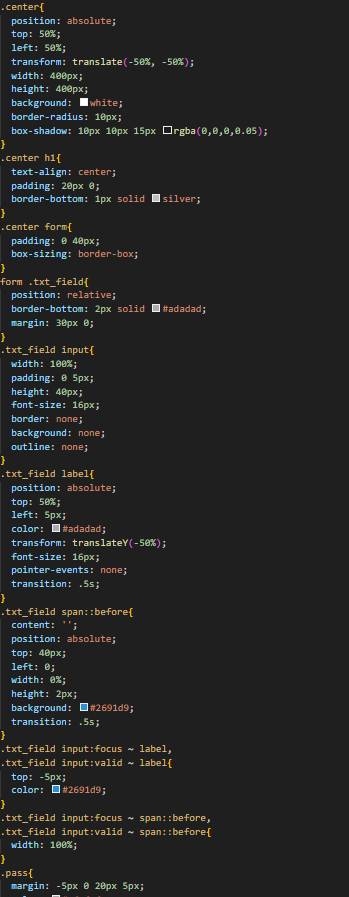 .center{
position: absolute;
top: 50%;
left: 50%;
transform: translate(-50%, -50%);
width: 400px;
height: 400px;
background: white;
border-radius: 10px;
box-shadow: 10px 10px 15px rgba(0,0,0,0.05);
}
.center h1{
text-align: center;
padding: 20px 0;
border-bottom: 1px solid silver;
}
.center form{
padding: 0 40px;
box-sizing: border-box;
}
form .txt_field{
position: relative;
border-bottom: 2px solid #adadad;
margin: 30px 0;
}
.txt_field input{
width: 100%;
padding: 0 5px;
height: 40px;
font-size: 16px;
border: none;
background: none;
outline: none;
}
.txt_field label{
position: absolute;
top: 50%;
left: 5px;
color: #adadad;
transform: translateY(-50%);
font-size: 16px;
pointer-events: none;
transition: .5s;
}
.txt_field span::before{
content: '';
position: absolute;
top: 40px;
left: 0;
width: 0%;
height: 2px;
background: #2691d9;
transition: .5s;
}
.txt_field input:focus ~ label,
.txt_field input:valid ~ label{
top: -5px;
color: #2691d9;
}
.txt_field input:focus ~ span::before,
.txt_field input:valid ~ span::before{
width: 100%;
}
.pass{
margin: -5px 0 20px 5px;